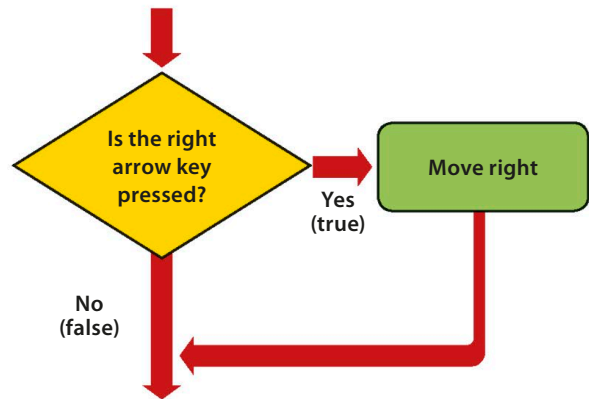 Is the right
arrow key
pressed?
Move right
Yes
(true)
No
(false)